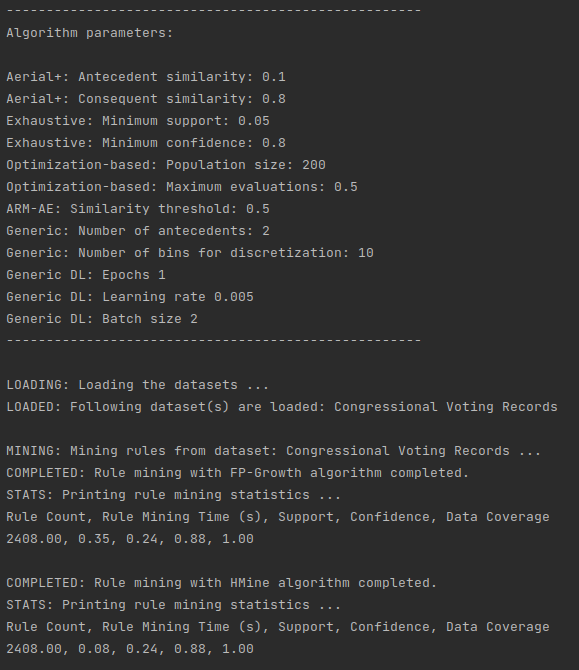 ----------------------------------------------------
Algorithm parameters:
Aerial+: Antecedent similarity: 0.1
Aerial+: Consequent similarity: 0.8
Exhaustive: Minimum support: 0.05
Exhaustive: Minimum confidence: 0.8
Optimization-based: Population size: 200
Optimization-based: Maximum evaluations: 0.5
ARM-AE: Similarity threshold: 0.5
Generic: Number of antecedents: 2
Generic: Number of bins for discretization: 10
Generic DL: Epochs 1
Generic DL: Learning rate 0.005
Generic DL: Batch size 2
----------------------------------------------------
LOADING: Loading the datasets ...
LOADED: Following dataset(s) are loaded: Congressional Voting Records
MINING: Mining rules from dataset: Congressional Voting Records ...
COMPLETED: Rule mining with FP-Growth algorithm completed.
STATS: Printing rule mining statistics ...
Rule Count, Rule Mining Time (s), Support, Confidence, Data Coverage
2408.00, 0.35, 0.24, 0.88, 1.00
COMPLETED: Rule mining with HMine algorithm completed.
STATS: Printing rule mining statistics ...
Rule Count, Rule Mining Time (s), Support, Confidence, Data Coverage
2408.00, 0.08, 0.24, 0.88, 1.00